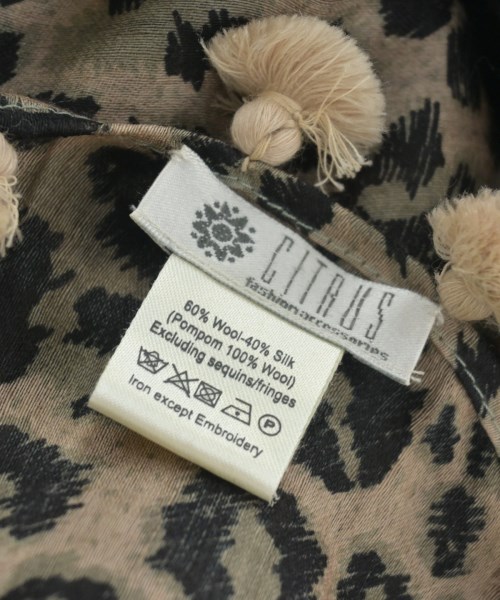 CITRUS
fashion accessories
60% Wool-40% Silk
(Pompom 100% Wool)
Excluding sequins/fringes
P
Iron except Embroidery